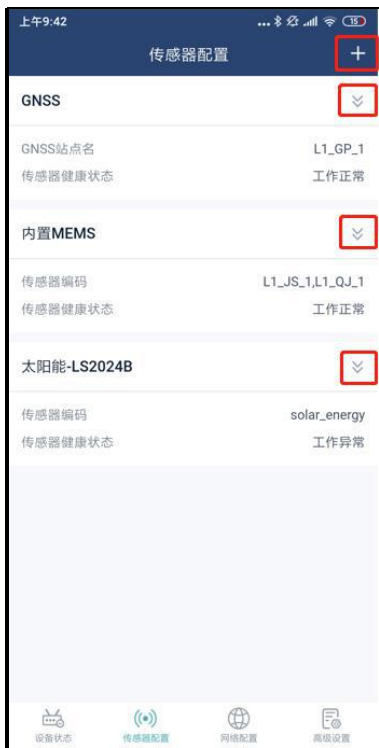 上午9:42
... 15
传感器配置 +
GNSS
GNSS站点名 L1_GP_1
传感器健康状态 工作正常
内置MEMS
传感器编码 L1_JS_1,L1_QJ_1
传感器健康状态 工作正常
太阳能-LS2024B
传感器编码 solar_energy
传感器健康状态 工作异常
设备状态 传感器配置 网络配置 高级设置